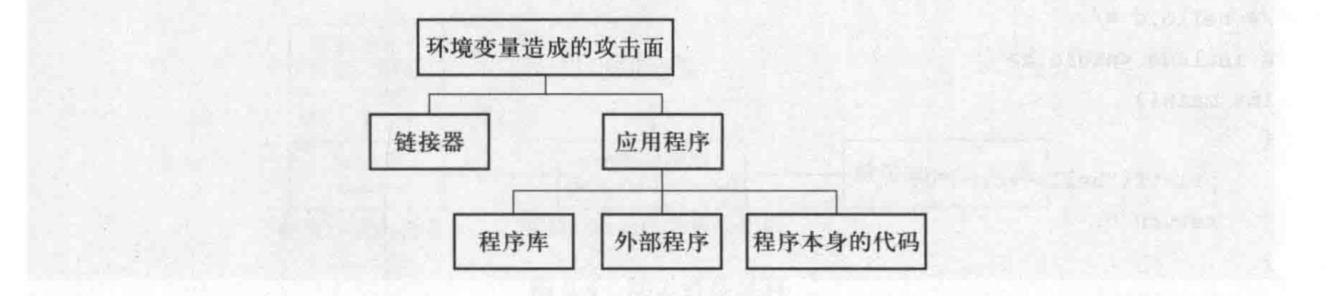 环境变量造成的攻击面
链接器
应用程序
程序库
外部程序
程序本身的代码